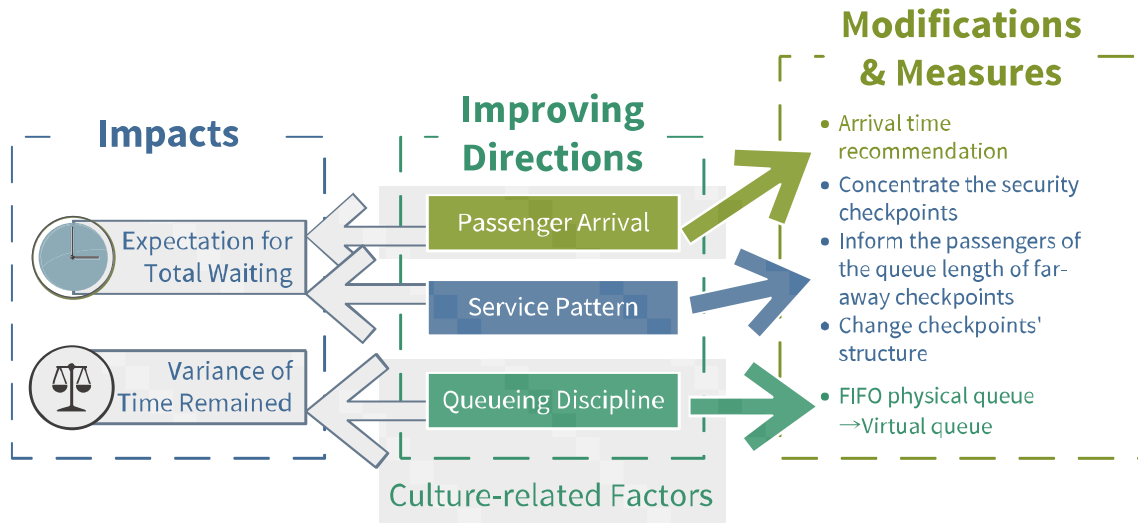 Impacts
Expectation for
Total Waiting
Variance of
Time Remained
Improving
Directions
Passenger Arrival
Service Pattern
Queueing Discipline
Culture-related Factors
Modifications
& Measures
• Arrival time
recommendation
• Concentrate the security
checkpoints
• Inform the passengers of
the queue length of far-
away checkpoints
• Change checkpoints'
structure
• FIFO physical queue
→Virtual queue